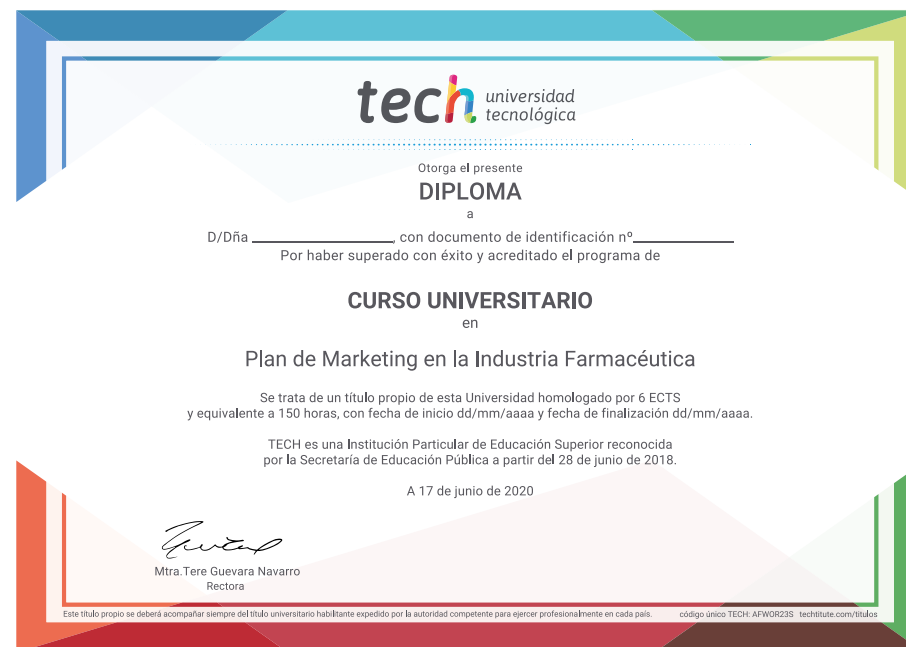 tech universidad
tecnológica
Otorga el presente
DIPLOMA
a
D/Dña ____________________, con documento de identificación nº______________
Por haber superado con éxito y acreditado el programa de
CURSO UNIVERSITARIO
en
Plan de Marketing en la Industria Farmacéutica
Se trata de un título propio de esta Universidad homologado por 6 ECTS
y equivalente a 150 horas, con fecha de inicio dd/mm/aaaa y fecha de finalización dd/mm/aaaa.
TECH es una Institución Particular de Educación Superior reconocida
por la Secretaría de Educación Pública a partir del 28 de junio de 2018.
A 17 de junio de 2020
Mtra.Tere Guevara Navarro
Rectora
Este título propio se deberá acompañar siempre del título universitario habilitante expedido por la autoridad competente para ejercer profesionalmente en cada país. código único TECH: AFWOR23S techtitute.com/titulos